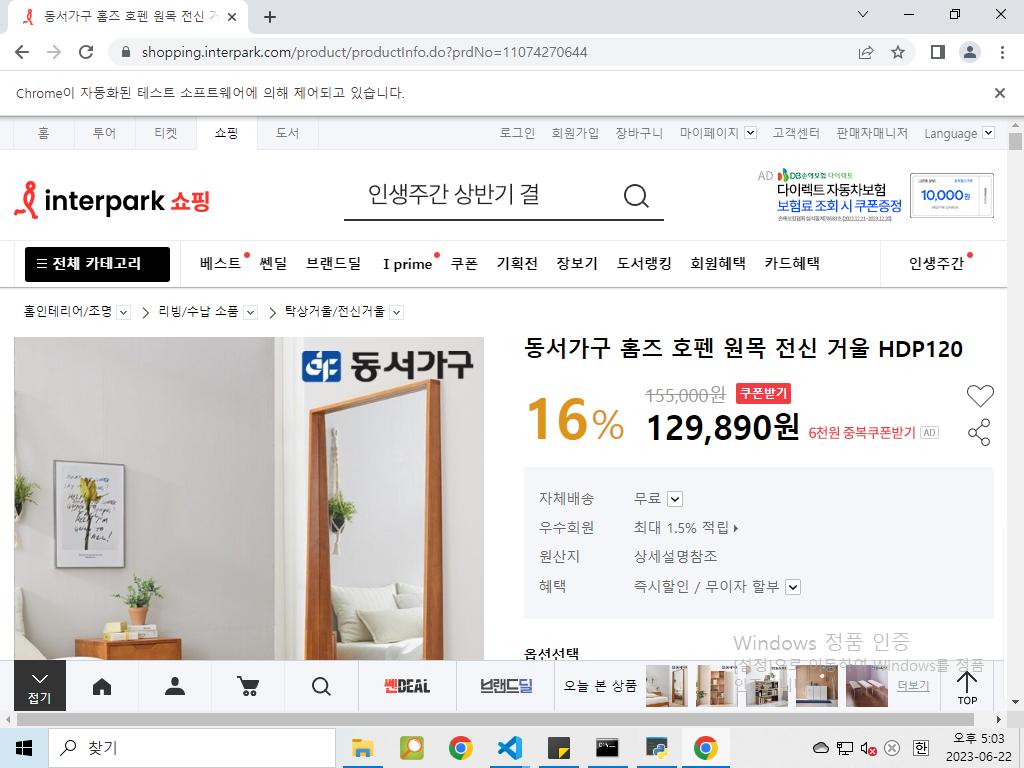 동서가구 홈즈 호펜 원목 전신 거
shopping.interpark.com/product/productInfo.do?prdNo=11074270644
Chrome이 자동화된 테스트 소프트웨어에 의해 제어되고 있습니다.
홈 투어 티켓 쇼핑 도서 로그인 회원가입 장바구니 마이페이지 고객센터 판매자매니저 Language
interpark 쇼핑
인생주간 상반기 결
AD DB손해보험 다이렉트
다이렉트 자동차보험
보험료 조회 시 쿠폰증정
10,000원
전체 카테고리 베스트 쎈딜 브랜드딜 I prime 쿠폰 기획전 장보기 도서랭킹 회원혜택 카드혜택 인생주간
홈인테리어/조명 리빙/수납 소품 탁상거울/전신거울
동서가구
동서가구 홈즈 호펜 원목 전신 거울 HDP120
16% 155,000원 쿠폰받기
129,890원 6천원 중복쿠폰받기 AD
자체배송 무료
우수회원 최대 1.5% 적립
원산지 상세설명참조
혜택 즉시할인 / 무이자 할부
옵션선택
Windows 정품 인증
[설정]으로 이동하여 Windows를 정품
접기 쎈DEAL 브랜드딜 오늘 본 상품 더보기 TOP
찾기
한
오후 5:03
2023-06-22